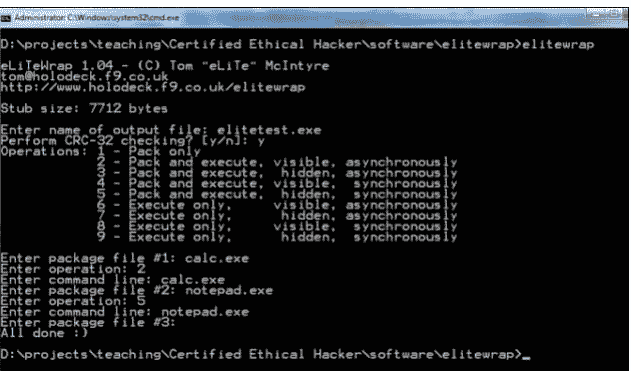 Administrator: C:\Windows\system32\cmd.exe
D:\projects\teaching\Certified Ethical Hacker\software\elitewrap>elitewrap
eLiTeWrap 1.04 - (C) Tom "eLiTe" McIntyre
tom@holodeck.f9.co.uk
http://www.holodeck.f9.co.uk/elitewrap
Stub size: 7712 bytes
Enter name of output file: elitetest.exe
Perform CRC-32 checking? [y/n]: y
Operations: 1 - Pack only
2 - Pack and execute, visible, asynchronously
3 - Pack and execute, hidden, asynchronously
4 - Pack and execute, visible, synchronously
5 - Pack and execute, hidden, synchronously
6 - Execute only, visible, asynchronously
7 - Execute only, hidden, asynchronously
8 - Execute only, visible, synchronously
9 - Execute only, hidden, synchronously
Enter package file #1: calc.exe
Enter operation: 2
Enter command line: calc.exe
Enter package file #2: notepad.exe
Enter operation: 5
Enter command line: notepad.exe
Enter package file #3:
All done :)
D:\projects\teaching\Certified Ethical Hacker\software\elitewrap>_